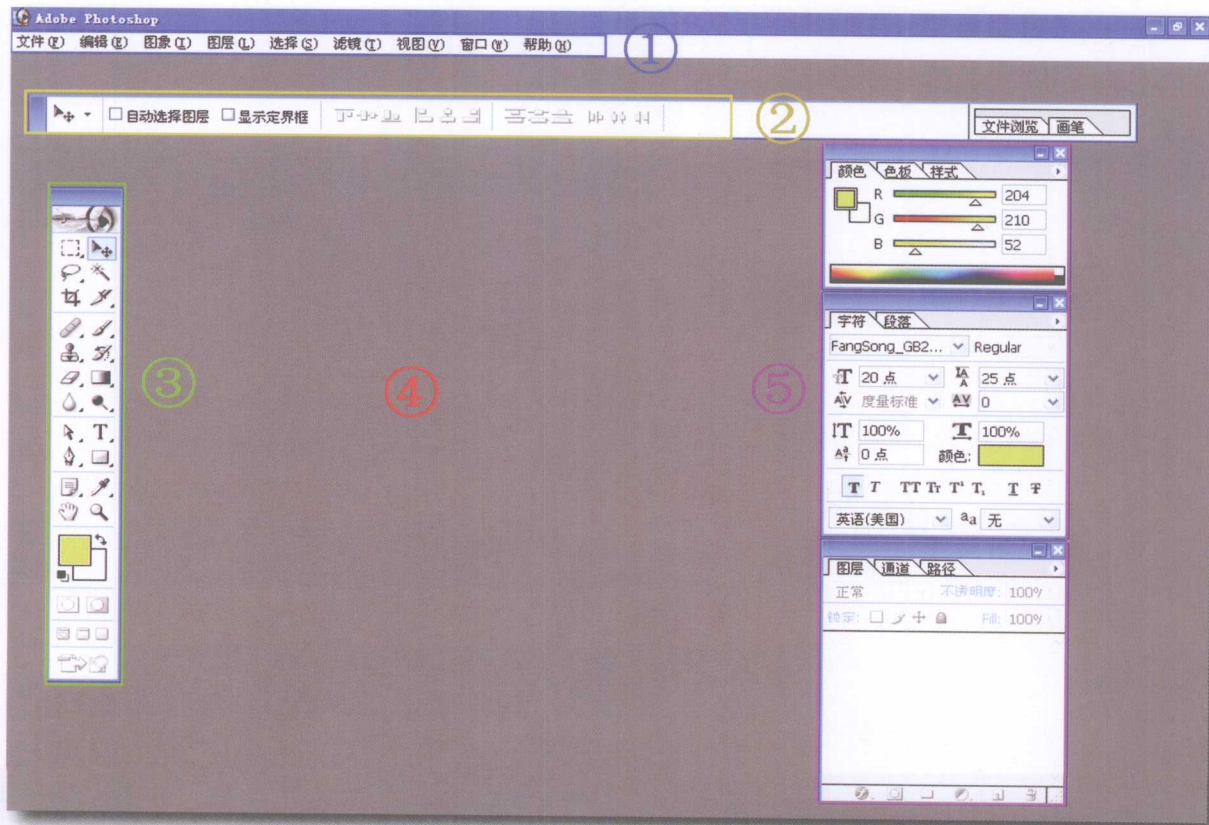 Adobe Photoshop
文件(F) 编辑(E) 图象(I) 图层(L) 选择(S) 滤镜(T) 视图(V) 窗口(W) 帮助(H)
①
自动选择图层 显示定界框
②
文件浏览 画笔
颜色 色板 样式
R 204
G 210
B 52
字符 段落
FangSong_GB2... Regular
20 点 25 点
度量标准 0
③
④
⑤
100% 100%
0 点 颜色:
T T TT Tr T¹ T₁ T T
英语(美国) aa 无
图层 通道 路径
正常 不透明度: 100%
锁定: Fill: 100%